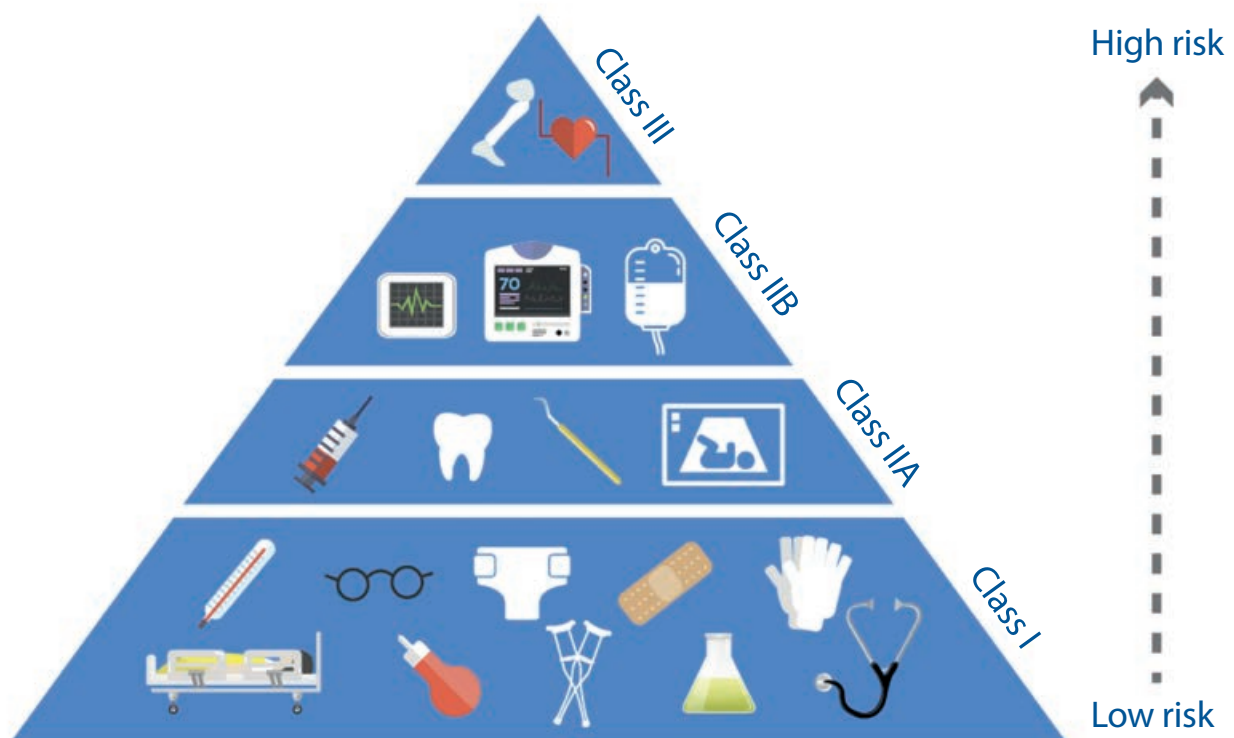 High risk
Class III
Class IIB
70
Class IIA
Class I
Low risk